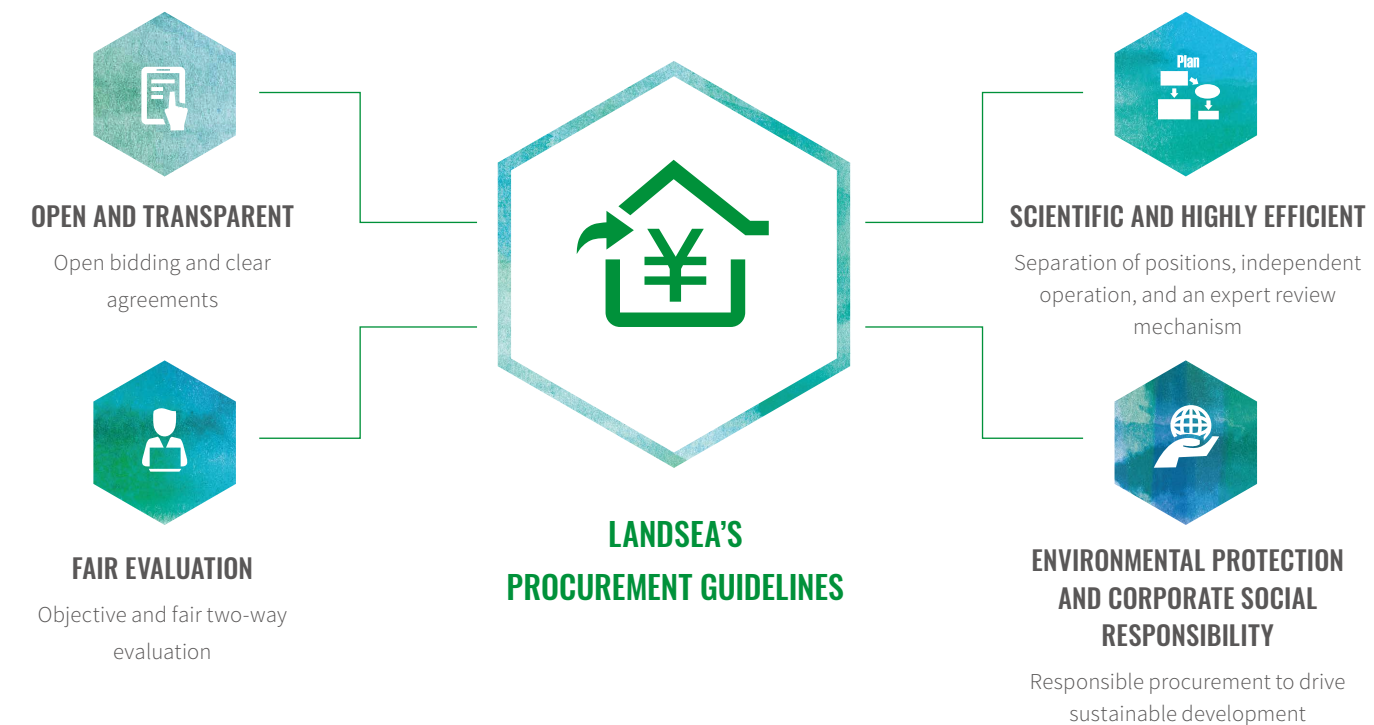 OPEN AND TRANSPARENT
Open bidding and clear
agreements
FAIR EVALUATION
Objective and fair two-way
evaluation
¥
LANDSEA’S
PROCUREMENT GUIDELINES
Plan
SCIENTIFIC AND HIGHLY EFFICIENT
Separation of positions, independent
operation, and an expert review
mechanism
ENVIRONMENTAL PROTECTION
AND CORPORATE SOCIAL
RESPONSIBILITY
Responsible procurement to drive
sustainable development